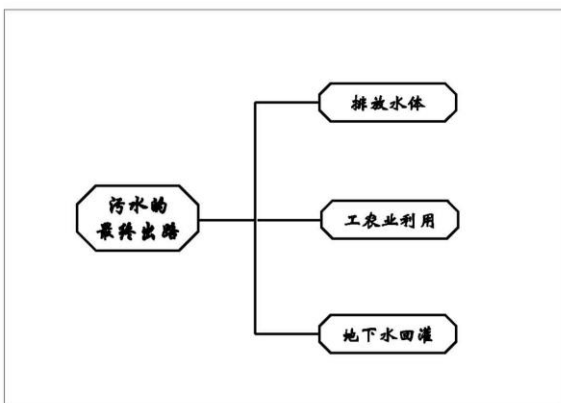 排放水体
污水的
最终出路
工农业利用
地下水回灌